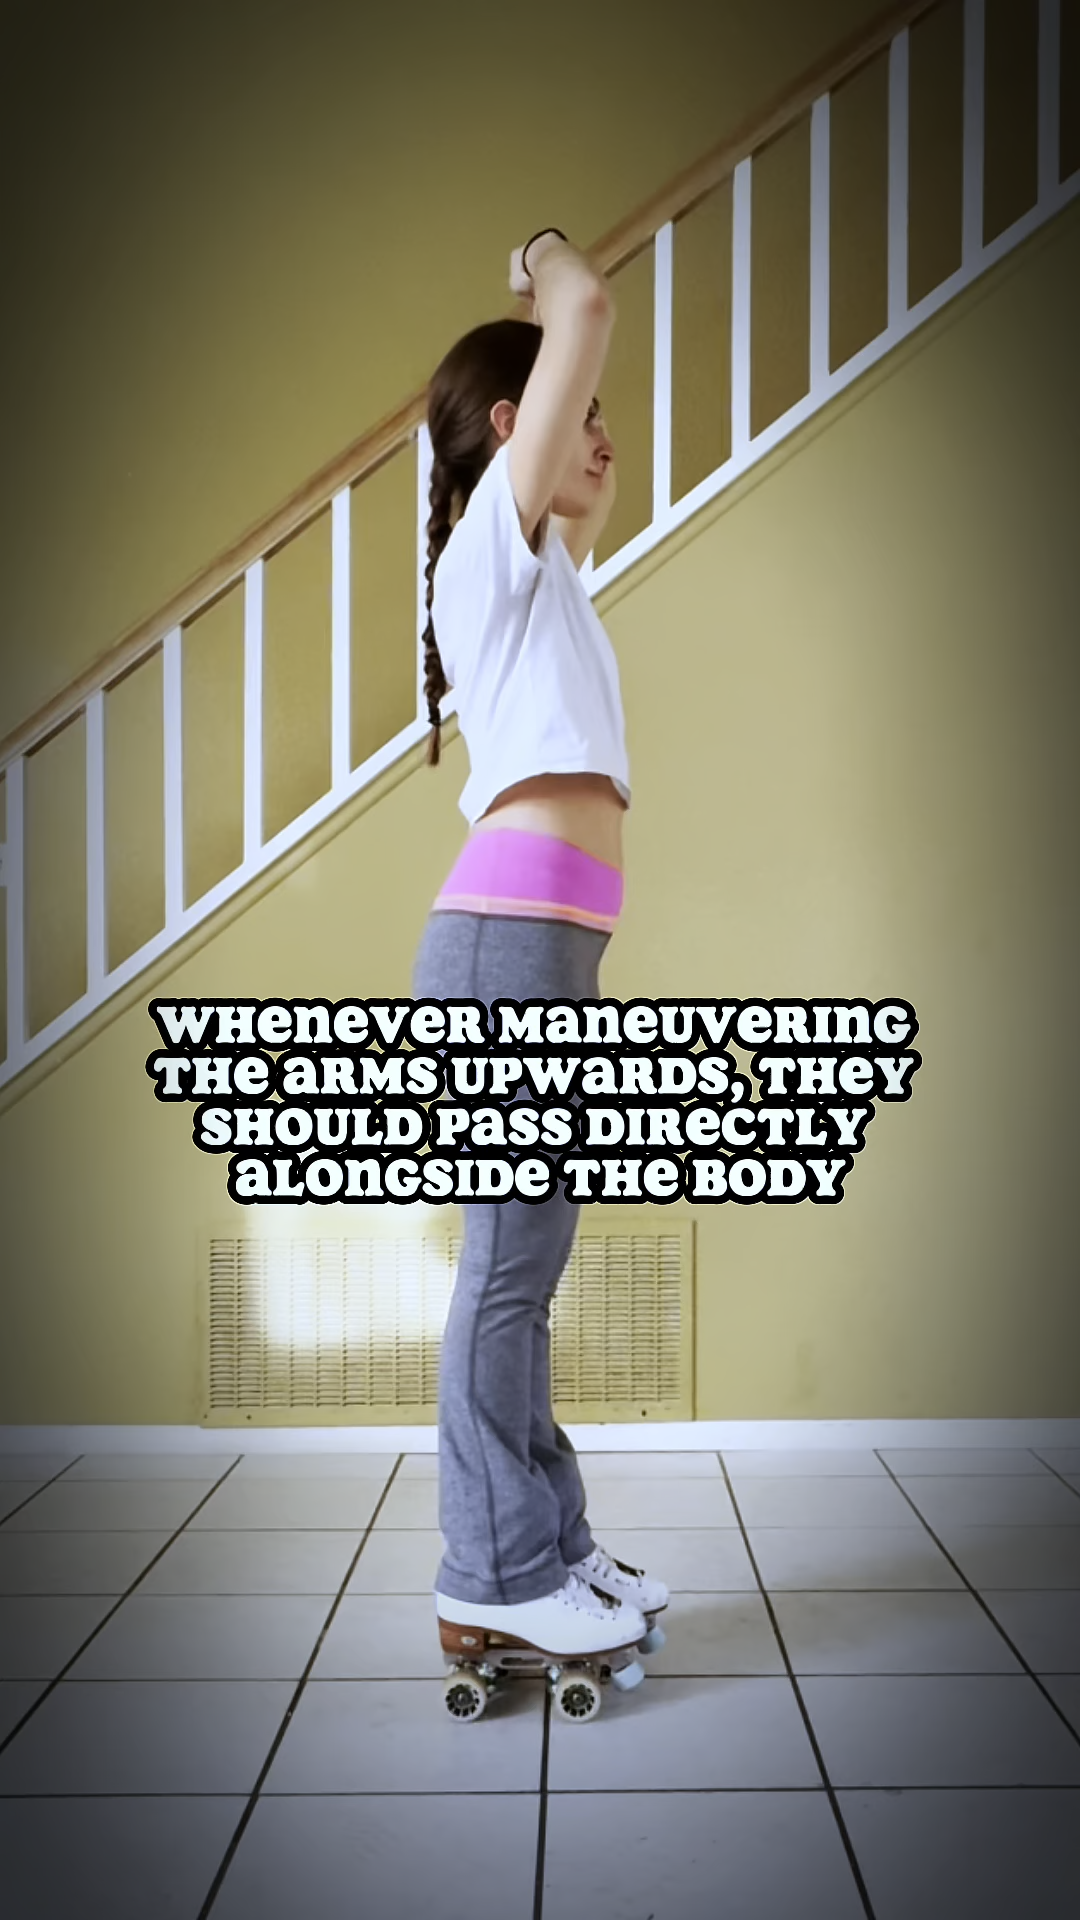 WHENEVER MANEUVERING
THE ARMS UPWARDS, THEY
SHOULD PASS DIRECTLY
ALONGSIDE THE BODY